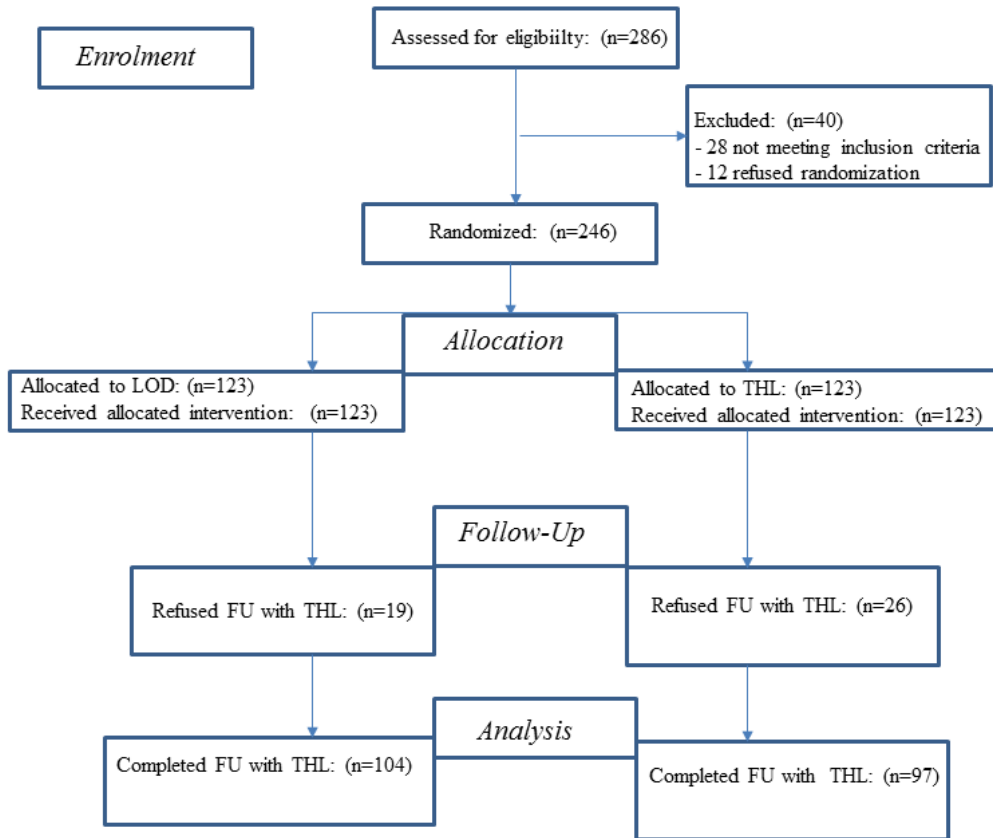 Enrolment
Assessed for eligibiilty: (n=286)
Excluded: (n=40)
- 28 not meeting inclusion criteria
- 12 refused randomization
Randomized: (n=246)
Allocation
Allocated to LOD: (n=123)
Received allocated intervention: (n=123)
Allocated to THL: (n=123)
Received allocated intervention: (n=123)
Follow-Up
Refused FU with THL: (n=19)
Refused FU with THL: (n=26)
Analysis
Completed FU with THL: (n=104)
Completed FU with THL: (n=97)